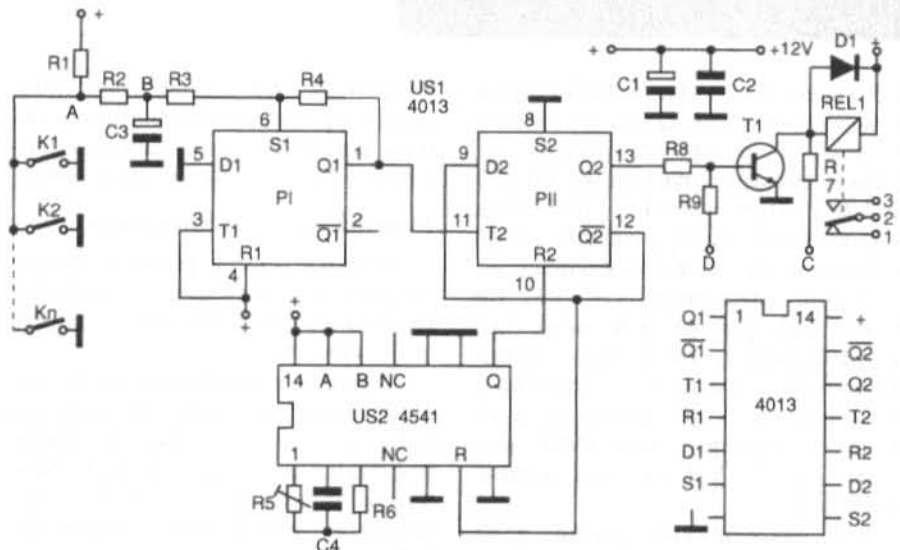 +
R1
R2
B
R3
R4
A
C3
K1
K2
Kn
US1
4013
6
S1
5
D1
Q1
1
PI
3
T1
Q1
2
R1
4
+
8
S2
9
D2
Q2
13
PII
11
T2
Q2
12
R2
10
+
+12V
C1
C2
R8
T1
R9
D
D1
+
REL1
R
7
C
3
2
1
+
14
A
B
NC
Q
US2 4541
1
NC
R
R5
R6
C4
Q1
1
14
+
Q1
Q2
T1
Q2
4013
R1
T2
D1
R2
S1
D2
S2